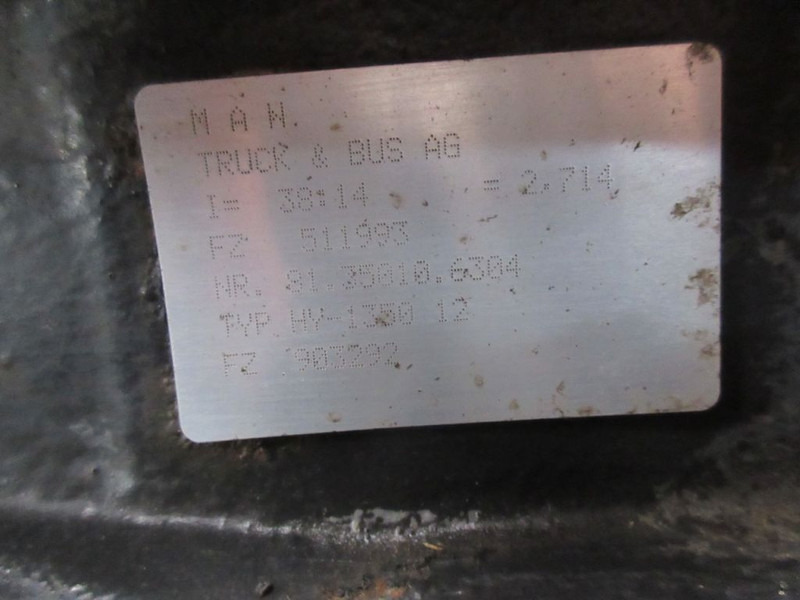 M A N
TRUCK & BUS AG
I= 38:14 = 2,714
FZ 511993
NR. 81.35010.6304
TYP HY-1350 12
FZ 903292